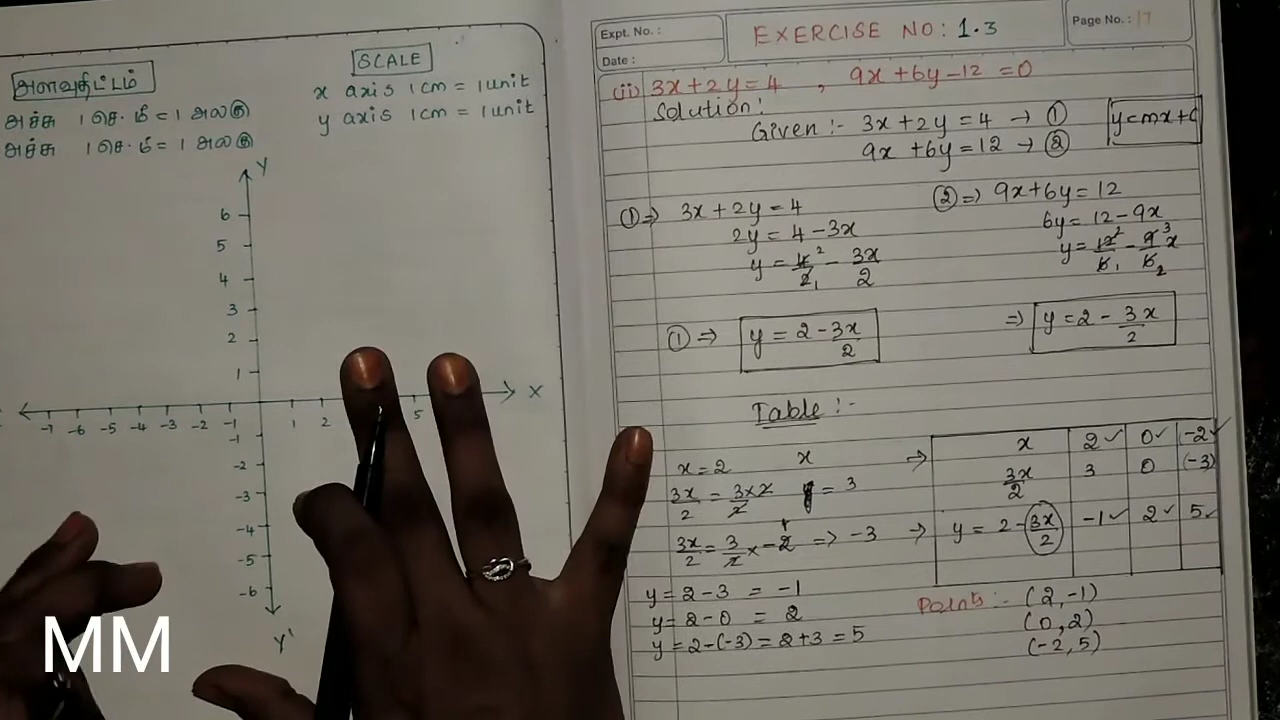 அளவுதிட்டம்
அச்சு 1 செ.மீ = 1 அலகு
அச்சு 1 செ.மீ = 1 அலகு
SCALE
x axis 1cm = 1unit
y axis 1cm = 1unit
Y
6
5
4
3
2
1
X
-7 -6 -5 -4 -3 -2 -1 1 2 5
-1
-2
-3
-4
-5
-6
Y'
MM
Expt. No. :
Date :
EXERCISE NO: 1.3
Page No. : 17
(ii) 3x+2y=4 , 9x+6y-12 =0
Solution:
Given :- 3x+2y=4 → ①
9x+6y=12 → ②
y=mx+c
①⇒ 3x+2y=4
2y = 4-3x
y = 4/2 - 3x/2
②⇒ 9x+6y=12
6y = 12-9x
y = 12/6 - 9x/6
①⇒ y = 2-3x/2
⇒ y=2-3x/2
Table :-
x=2 x
3x/2 = 3x2/2 y = 3
3x/2 = 3/2 x -2 ⇒ -3
y = 2-3 = -1
y = 2-0 = 2
y = 2-(-3) = 2+3 = 5
⇒ x 2✓ 0✓ -2✓
3x/2 3 0 (-3)
→ y = 2-3x/2 -1✓ 2✓ 5✓
Points :- (2,-1)
(0,2)
(-2,5)